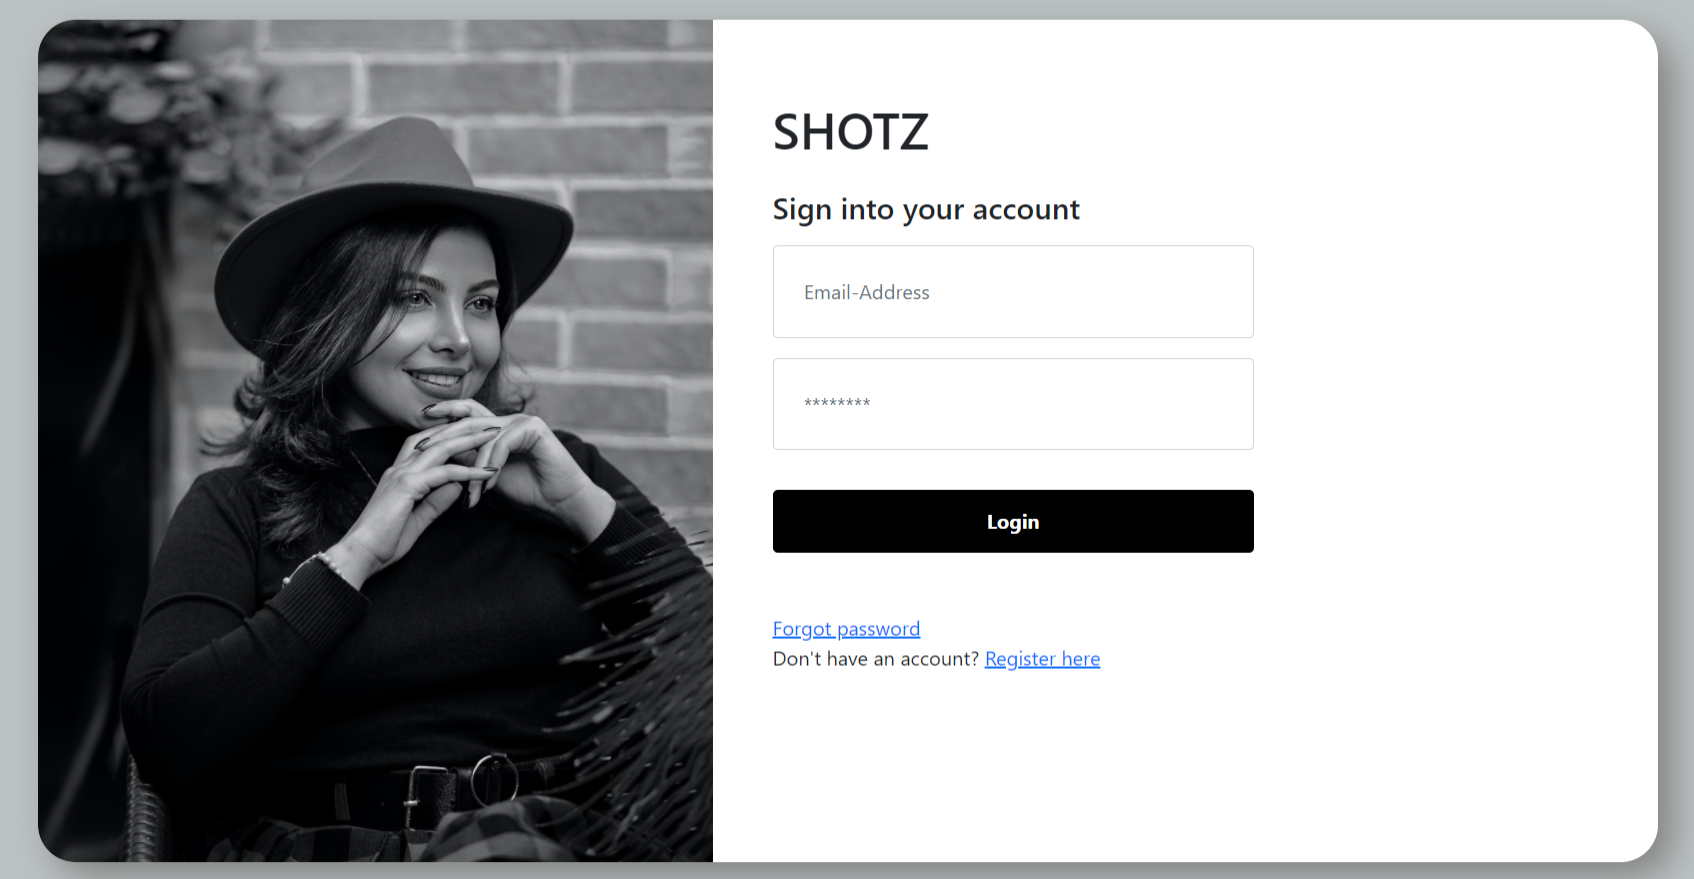 SHOTZ
Sign into your account
Email-Address
********
Login
Forgot password
Don't have an account? Register here